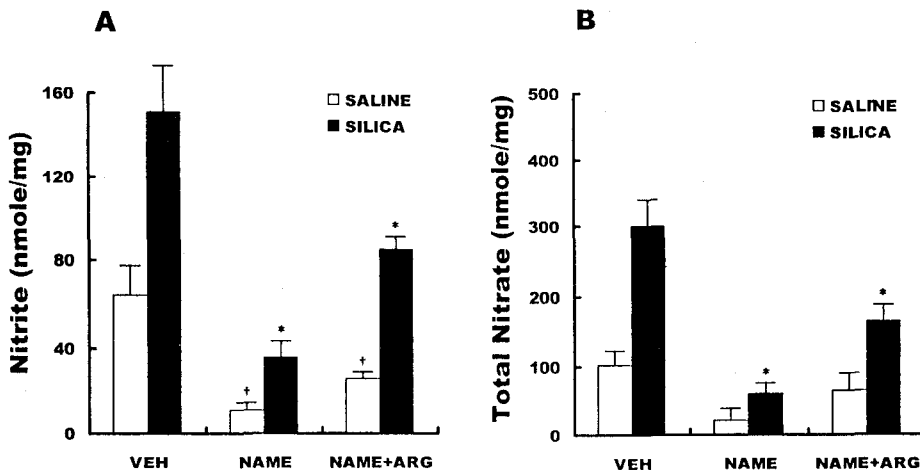 A
Nitrite (nmole/mg)
160
120
80
40
0
SALINE
SILICA
*
*
†
†
VEH
NAME
NAME+ARG
B
Total Nitrate (nmole/mg)
500
400
300
200
100
0
SALINE
SILICA
*
*
VEH
NAME
NAME+ARG